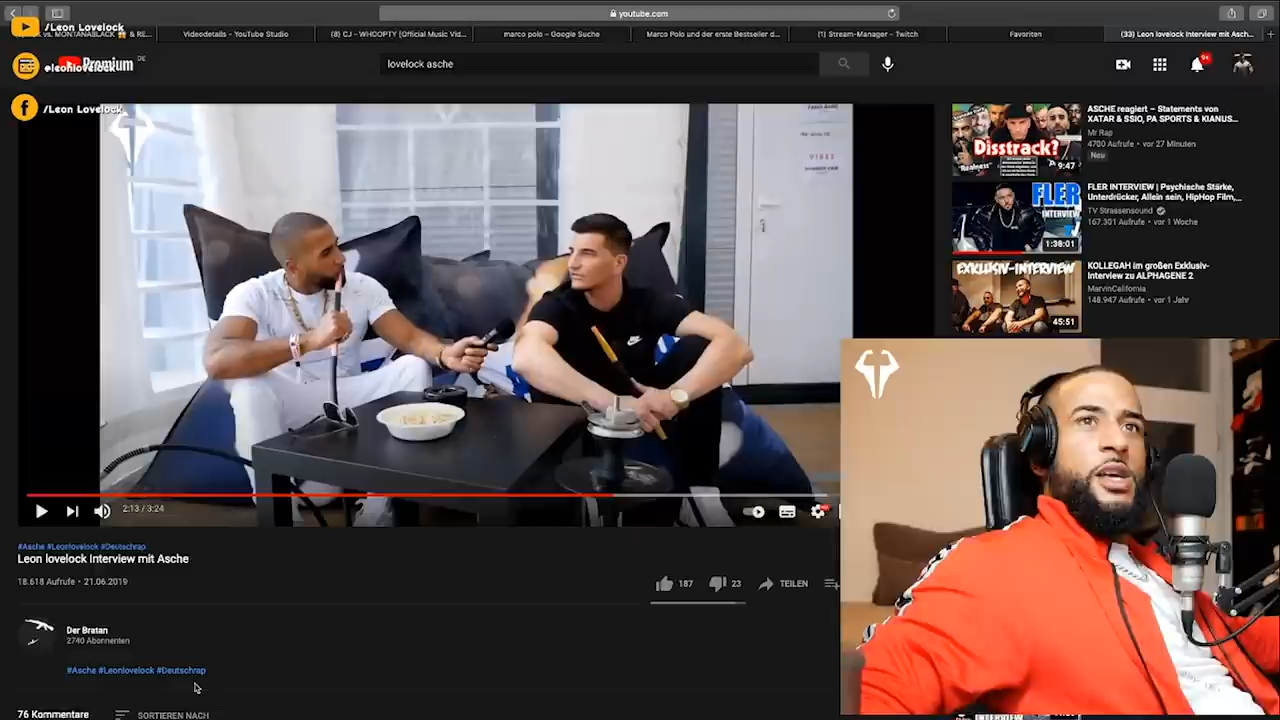 /Leon Lovelock
youtube.com
Videodetails - YouTube Studio
(8) CJ - WHOOPTY [Official Music Vid...
marco polo - Google Suche
Marco Polo und der erste Bestseller d...
(1) Stream-Manager - Twitch
Favoriten
(33) Leon lovelock Interview mit Asch...
@leonlovelock
Premium DE
lovelock asche
9+
/Leon Lovelock
VIBES
ASCHE reagiert – Statements von
KATAR & SSIO, PA SPORTS & KIANUS...
Mr Rap
4700 Aufrufe • vor 27 Minuten
Neu
Disstrack?
9:47
FLER INTERVIEW | Psychische Stärke,
Unterdrücker, Allein sein, HipHop Film,...
TV Strassensound
167.301 Aufrufe • vor 1 Woche
FLER
INTERVIEW
1:38:01
KOLLEGAH im großen Exklusiv-
Interview zu ALPHAGENE 2
MarvinCalifornia
148.947 Aufrufe • vor 1 Jahr
EXKLUSIV-INTERVIEW
45:51
2:13 / 3:24
#Asche #Leonlovelock #Deutschrap
Leon lovelock Interview mit Asche
18.618 Aufrufe • 21.06.2019
187
23
TEILEN
Der Bratan
2740 Abonnenten
#Asche #Leonlovelock #Deutschrap
76 Kommentare
SORTIEREN NACH